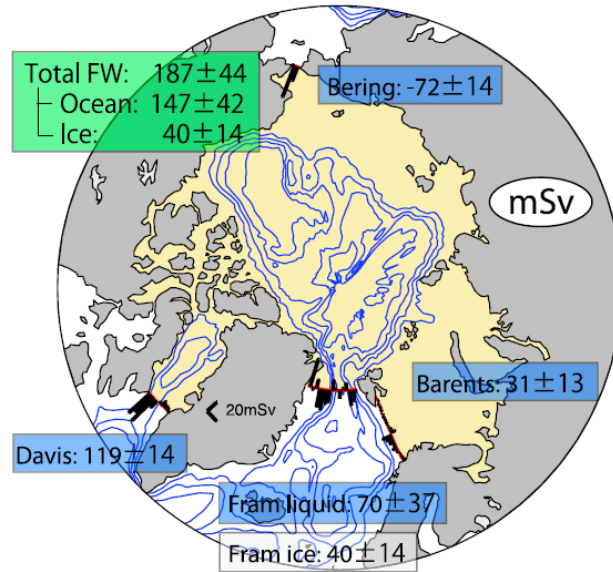 Total FW: 187±44
Ocean: 147±42
Ice: 40±14
Bering: -72±14
mSv
Barents: 31±13
20mSv
Davis: 119±14
Fram liquid: 70±37
Fram ice: 40±14